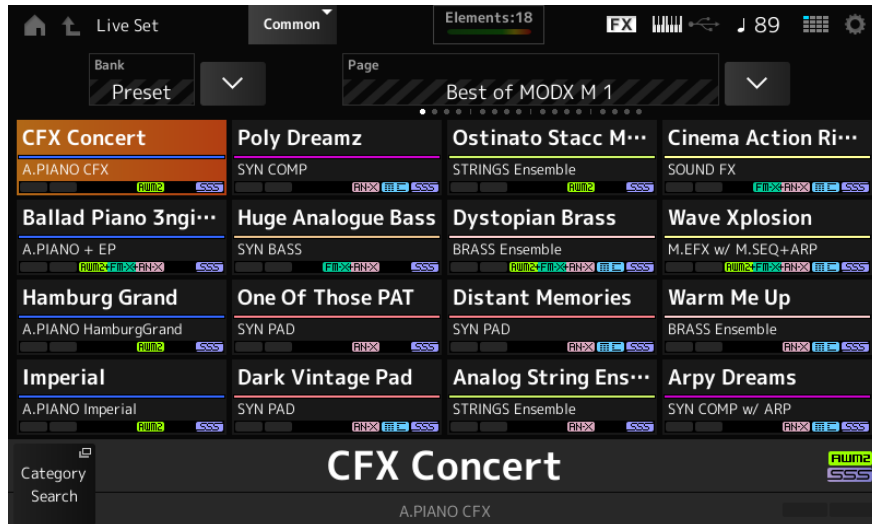 Live Set
Common
Elements:18
FX
♩ 89
Bank
Preset
Page
Best of MODX M 1
CFX Concert
A.PIANO CFX
AWM2 SSS
Poly Dreamz
SYN COMP
AN-X SSS
Ostinato Stacc M···
STRINGS Ensemble
AWM2 SSS
Cinema Action Ri···
SOUND FX
FM-X+AN-X SSS
Ballad Piano 3ngi···
A.PIANO + EP
AWM2+FM-X+AN-X SSS
Huge Analogue Bass
SYN BASS
FM-X+AN-X SSS
Dystopian Brass
BRASS Ensemble
AWM2+FM-X+AN-X SSS
Wave Xplosion
M.EFX w/ M.SEQ+ARP
AWM2+FM-X+AN-X SSS
Hamburg Grand
A.PIANO HamburgGrand
AWM2 SSS
One Of Those PAT
SYN PAD
AN-X SSS
Distant Memories
SYN PAD
AN-X SSS
Warm Me Up
BRASS Ensemble
AN-X SSS
Imperial
A.PIANO Imperial
AWM2 SSS
Dark Vintage Pad
SYN PAD
AN-X SSS
Analog String Ens···
STRINGS Ensemble
AN-X SSS
Arpy Dreams
SYN COMP w/ ARP
AN-X SSS
Category
Search
CFX Concert
AWM2
SSS
A.PIANO CFX